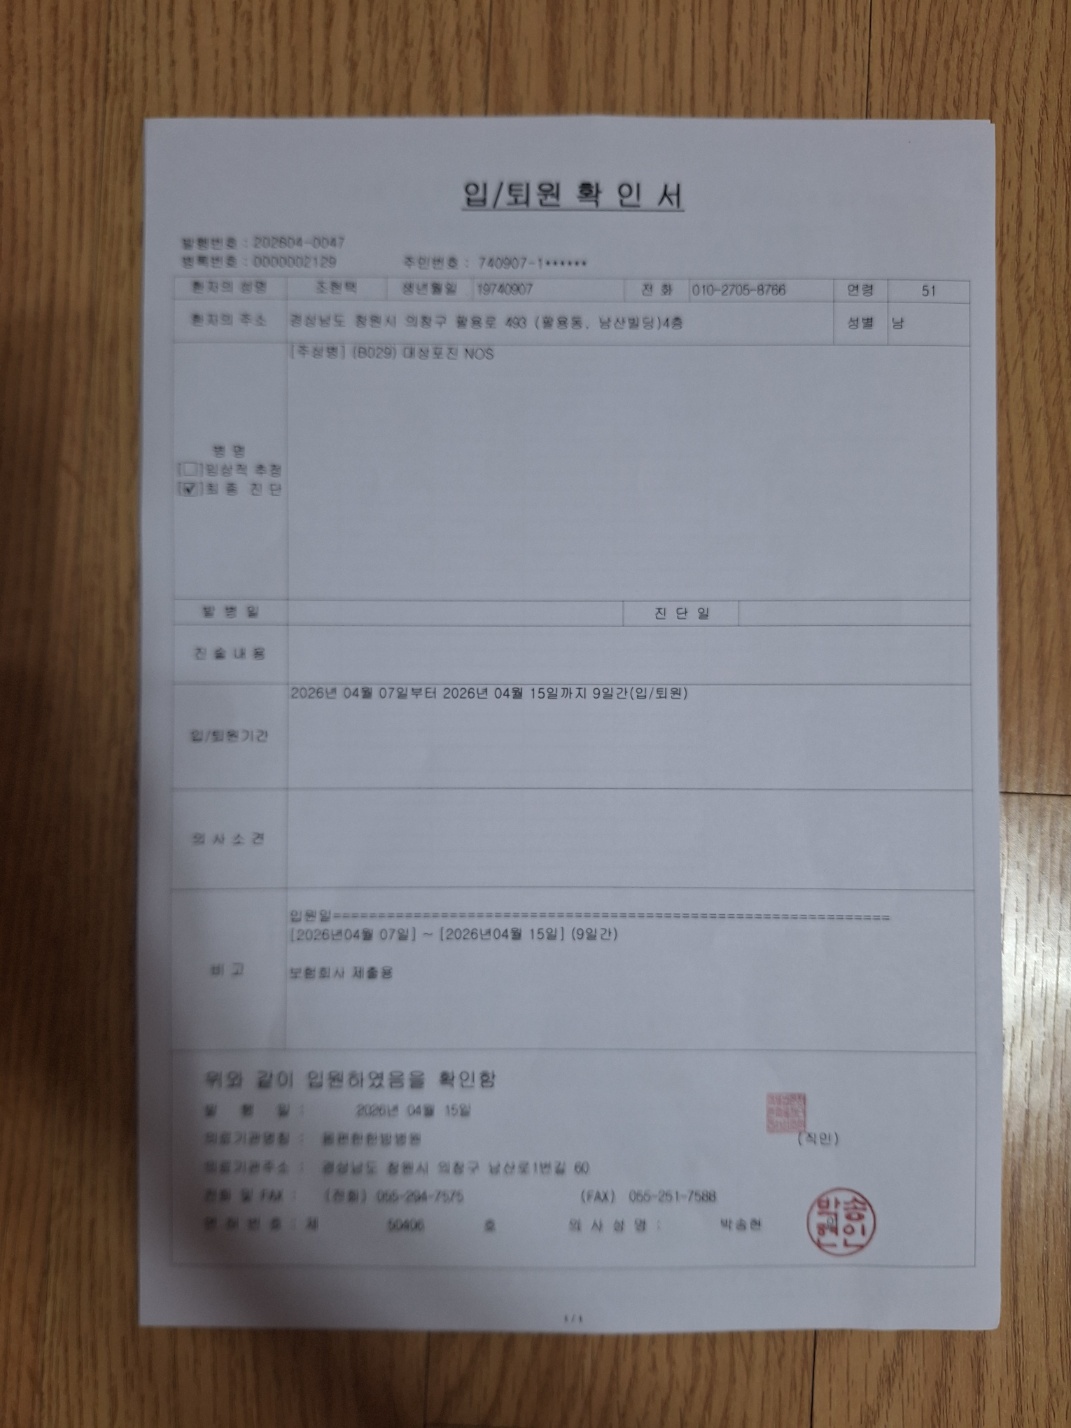 입/퇴원 확 인 서
발행번호 : 202604-0047
병록번호 : 0000002129 주민번호 : 740907-1******
환자의 성명 조현택 생년월일 19740907 전 화 010-2705-8766 연령 51
환자의 주소 경상남도 창원시 의창구 팔용로 493 (팔용동, 남산빌딩)4층 성별 남
[주상병] (B029) 대상포진 NOS
병 명
[☐]임상적 추정
[☑]최 종 진 단
발 병 일 진 단 일
진 술 내 용
2026년 04월 07일부터 2026년 04월 15일까지 9일간(입/퇴원)
입/퇴원기간
의 사 소 견
입원일==============================================================
[2026년04월 07일] ~ [2026년04월 15일] (9일간)
비 고
보험회사 제출용
위와 같이 입원하였음을 확인함
발 행 일 : 2026년 04월 15일
의료기관명칭 : (직인)
의료기관주소 : 경상남도 창원시 의창구 남산로1번길 60
전화 및 FAX : (전화) 055-294-7575 (FAX) 055-251-7588
면 허 번 호 : 제 50406 호 의 사 성 명 : 박송현